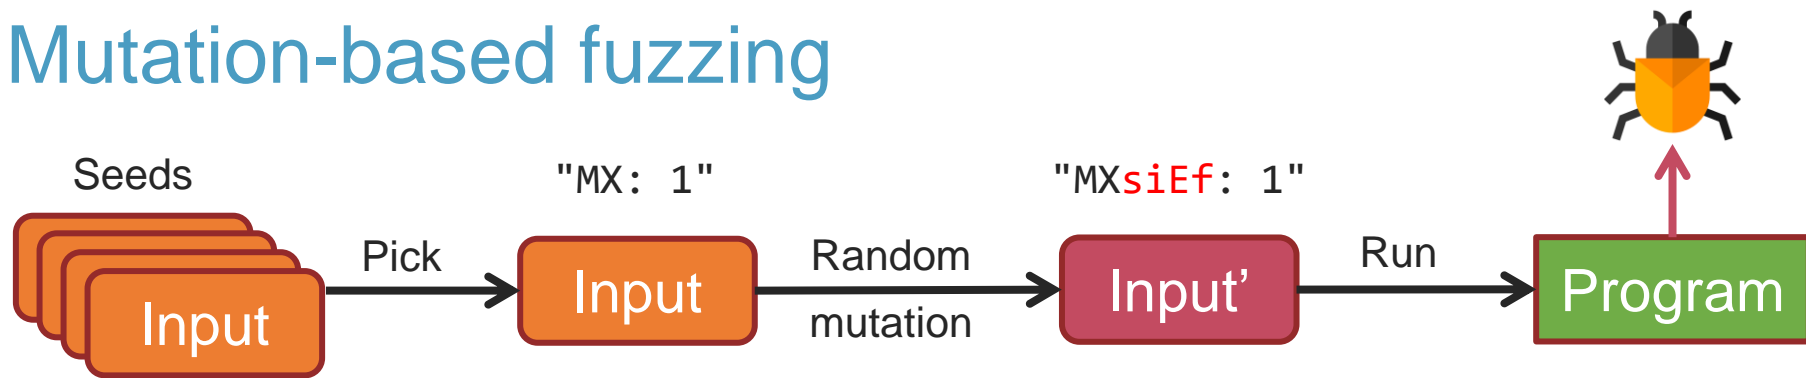 Mutation-based fuzzing
Seeds
"MX: 1"
"MXsiEf: 1"
Pick
Random
mutation
Run
Input
Input
Input’
Program